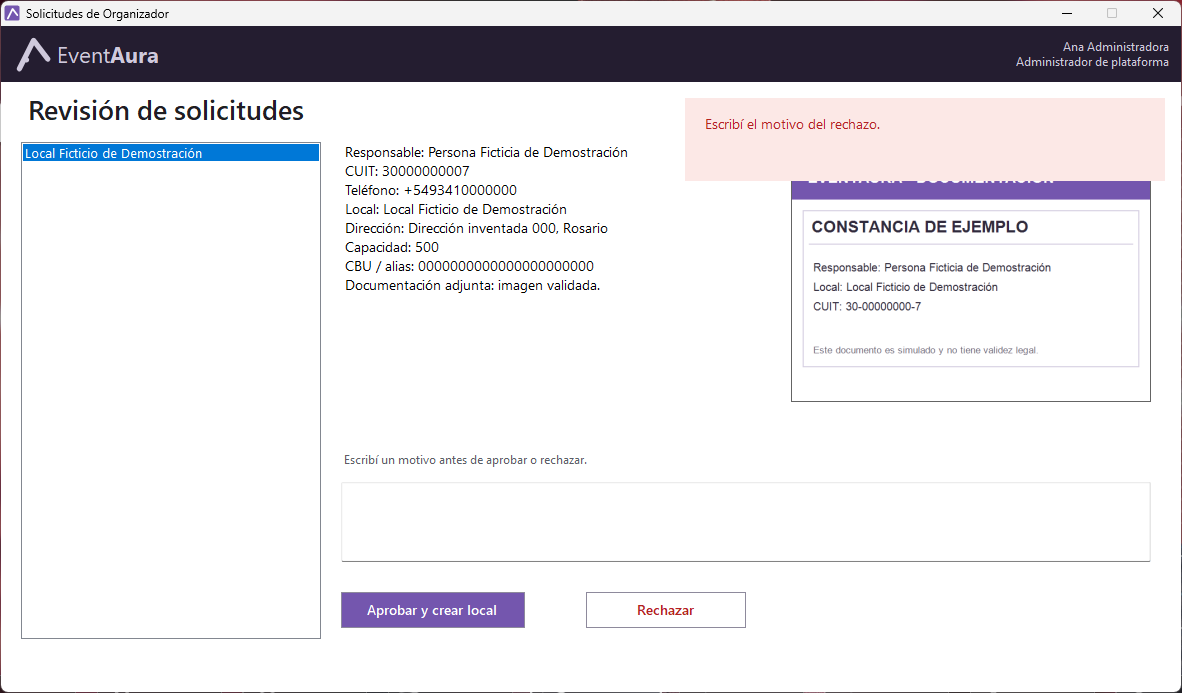 Solicitudes de Organizador
EventAura
Ana Administradora
Administrador de plataforma
Revisión de solicitudes
Escribí el motivo del rechazo.
Local Ficticio de Demostración
Responsable: Persona Ficticia de Demostración
CUIT: 30000000007
Teléfono: +5493410000000
Local: Local Ficticio de Demostración
Dirección: Dirección inventada 000, Rosario
Capacidad: 500
CBU / alias: 0000000000000000000000
Documentación adjunta: imagen validada.
CONSTANCIA DE EJEMPLO
Responsable: Persona Ficticia de Demostración
Local: Local Ficticio de Demostración
CUIT: 30-00000000-7
Este documento es simulado y no tiene validez legal.
Escribí un motivo antes de aprobar o rechazar.
Aprobar y crear local
Rechazar